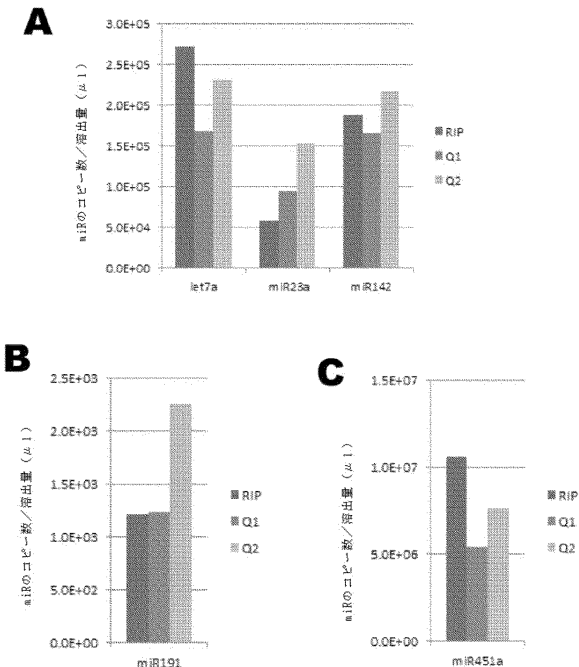 A
miRのコピー数/溶出量（μl）
3.0E+05
2.5E+05
2.0E+05
1.5E+05
1.0E+05
5.0E+04
0.0E+00
let7a
miR23a
miR142
RIP
Q1
Q2
B
miRのコピー数/溶出量（μl）
2.5E+03
2.0E+03
1.5E+03
1.0E+03
5.0E+02
0.0E+00
miR191
RIP
Q1
Q2
C
miRのコピー数/溶出量（μl）
1.5E+07
1.0E+07
5.0E+06
0.0E+00
miR451a
RIP
Q1
Q2